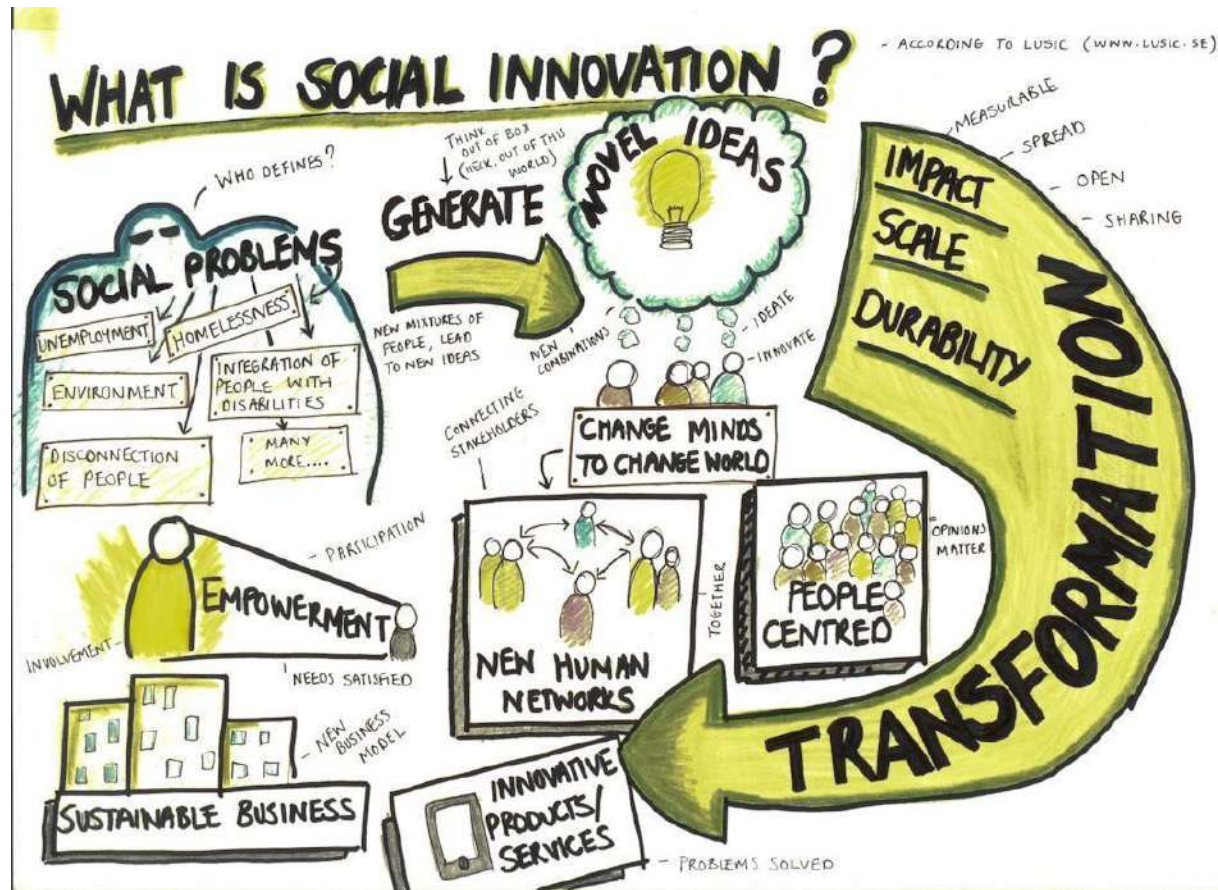 WHAT IS SOCIAL INNOVATION?
- ACCORDING TO LUSIC (WWW.LUSIC.SE)
WHO DEFINES?
SOCIAL PROBLEMS
UNEMPLOYMENT
HOMELESSNESS
ENVIRONMENT
INTEGRATION OF
PEOPLE WITH
DISABILITIES
DISCONNECTION
OF PEOPLE
MANY
MORE....
THINK
OUT OF BOX
(HECK, OUT OF THIS
WORLD)
GENERATE
NEW MIXTURES OF
PEOPLE, LEAD
TO NEW IDEAS
NOVEL IDEAS
NEW
COMBINATIONS
- IDEATE
- INNOVATE
CHANGE MINDS
TO CHANGE WORLD
CONNECTING
STAKEHOLDERS
NEW HUMAN
NETWORKS
TOGETHER
PEOPLE
CENTRED
OPINIONS
MATTER
IMPACT
SCALE
DURABILITY
MEASURABLE
SPREAD
OPEN
SHARING
TRANSFORMATION
EMPOWERMENT
- PARTICIPATION
INVOLVEMENT
NEEDS SATISFIED
- NEW
BUSINESS
MODEL
SUSTAINABLE BUSINESS
INNOVATIVE
PRODUCTS/
SERVICES
- PROBLEMS SOLVED